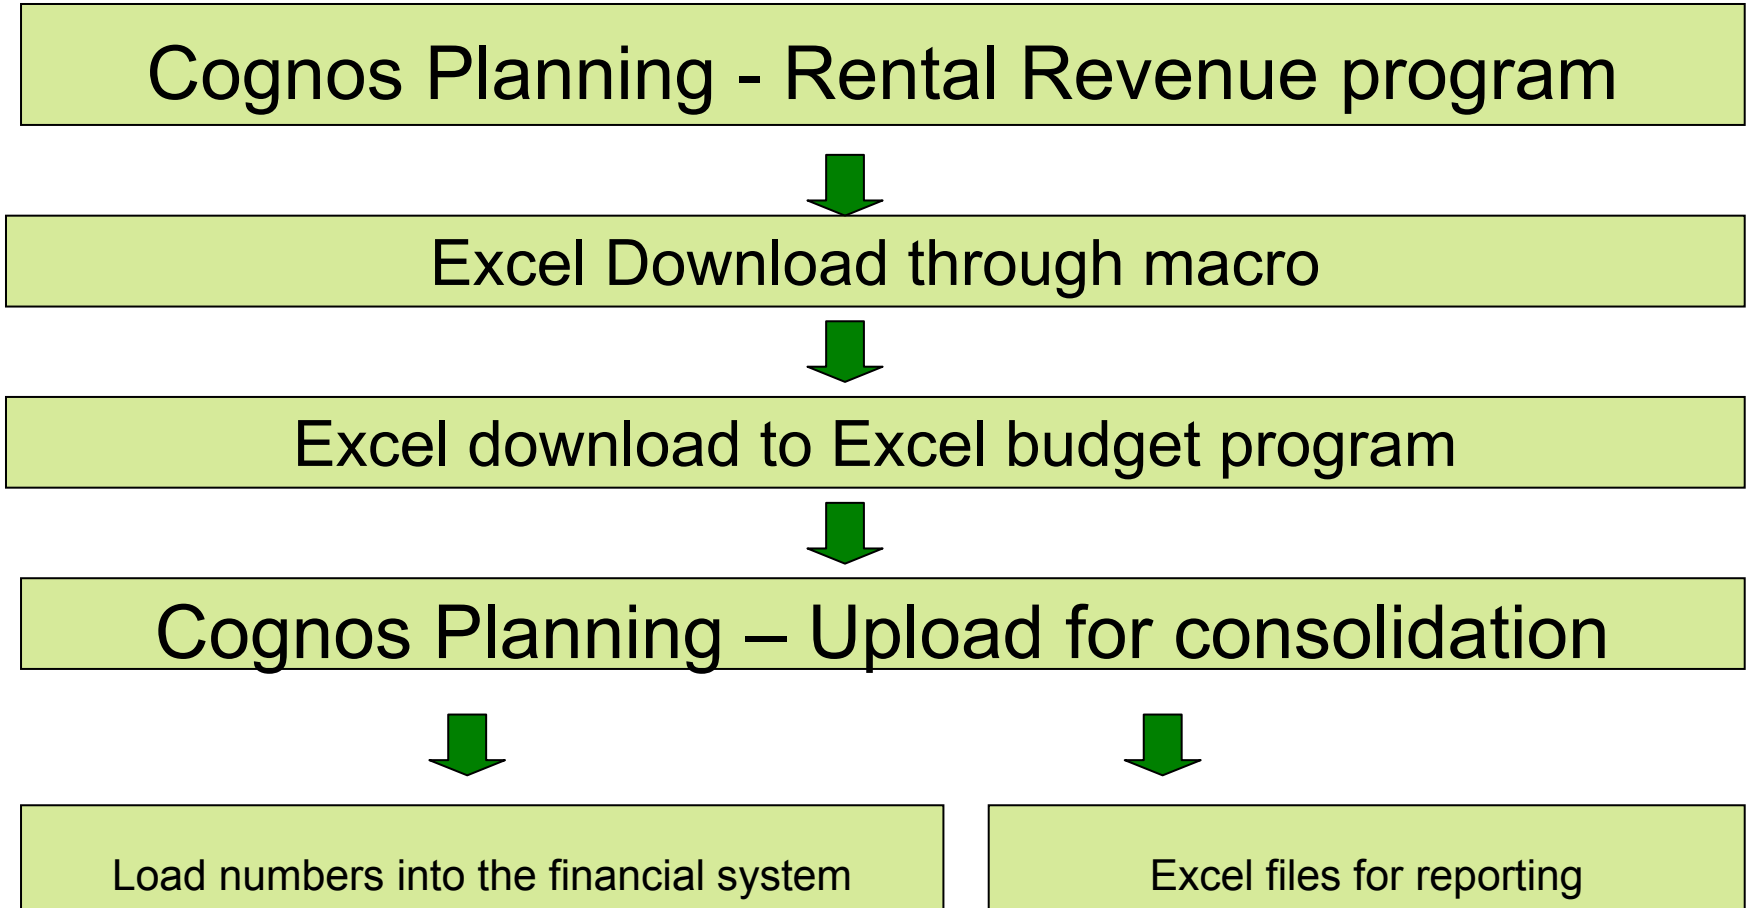 Cognos Planning - Rental Revenue program
Excel Download through macro
Excel download to Excel budget program
Cognos Planning – Upload for consolidation
Load numbers into the financial system
Excel files for reporting